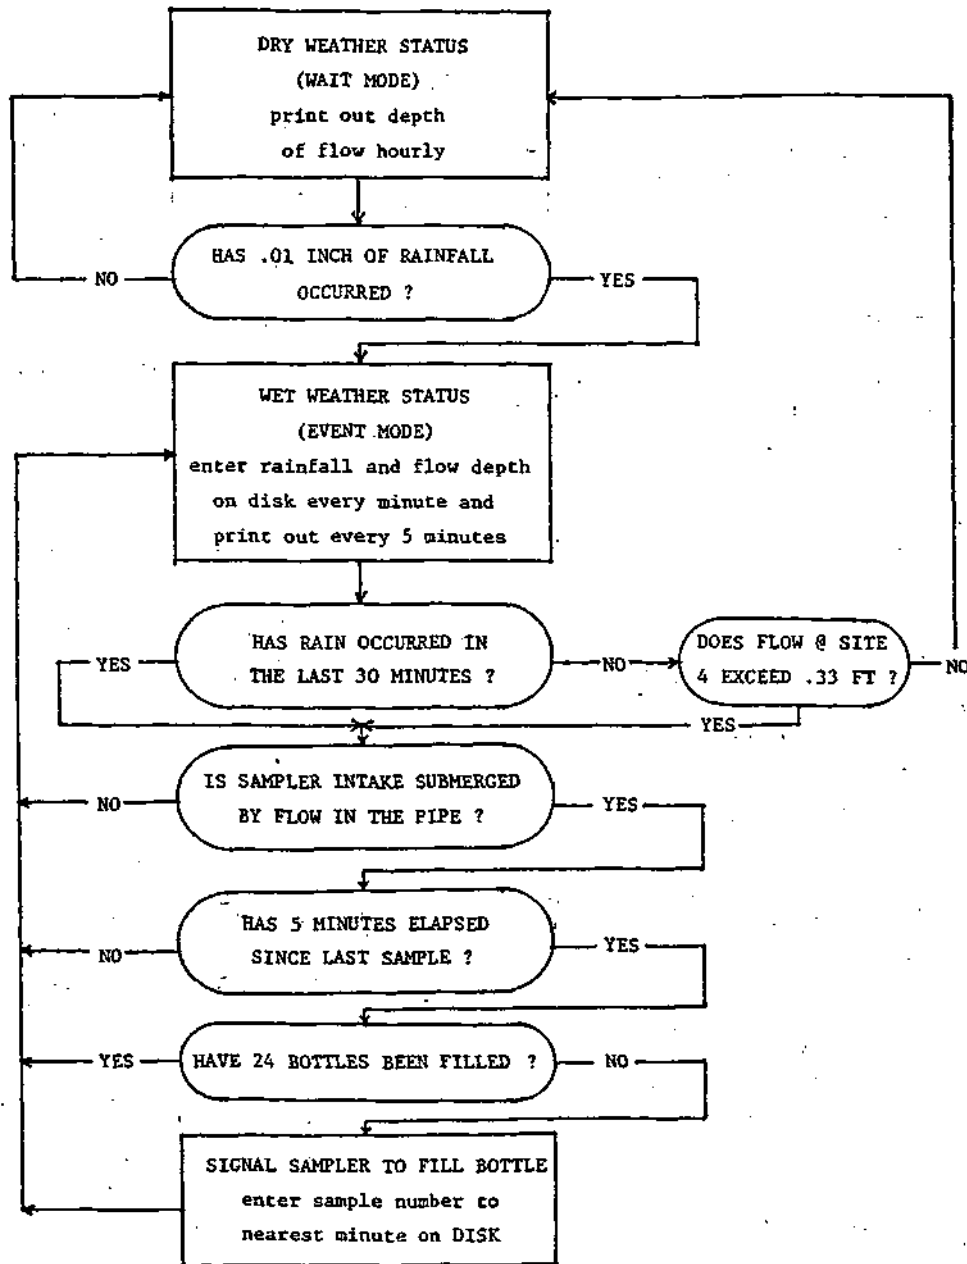 DRY WEATHER STATUS
(WAIT MODE)
print out depth
of flow hourly
HAS .01 INCH OF RAINFALL
OCCURRED ?
NO
YES
WET WEATHER STATUS
(EVENT MODE)
enter rainfall and flow depth
on disk every minute and
print out every 5 minutes
HAS RAIN OCCURRED IN
THE LAST 30 MINUTES ?
YES
NO
DOES FLOW @ SITE
4 EXCEED .33 FT ?
NO
YES
IS SAMPLER INTAKE SUBMERGED
BY FLOW IN THE PIPE ?
NO
YES
HAS 5 MINUTES ELAPSED
SINCE LAST SAMPLE ?
NO
YES
HAVE 24 BOTTLES BEEN FILLED ?
YES
NO
SIGNAL SAMPLER TO FILL BOTTLE
enter sample number to
nearest minute on DISK